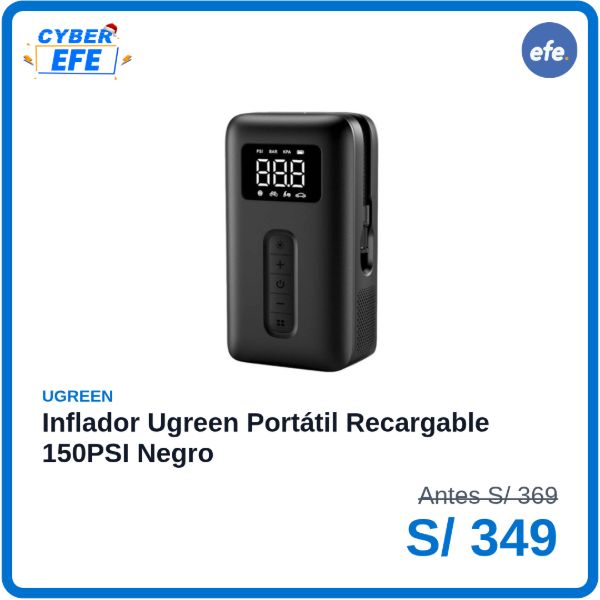 CYBER
EFE
efe.
PSI BAR KPA
88.8
UGREEN
Inflador Ugreen Portátil Recargable
150PSI Negro
Antes S/ 369
S/ 349